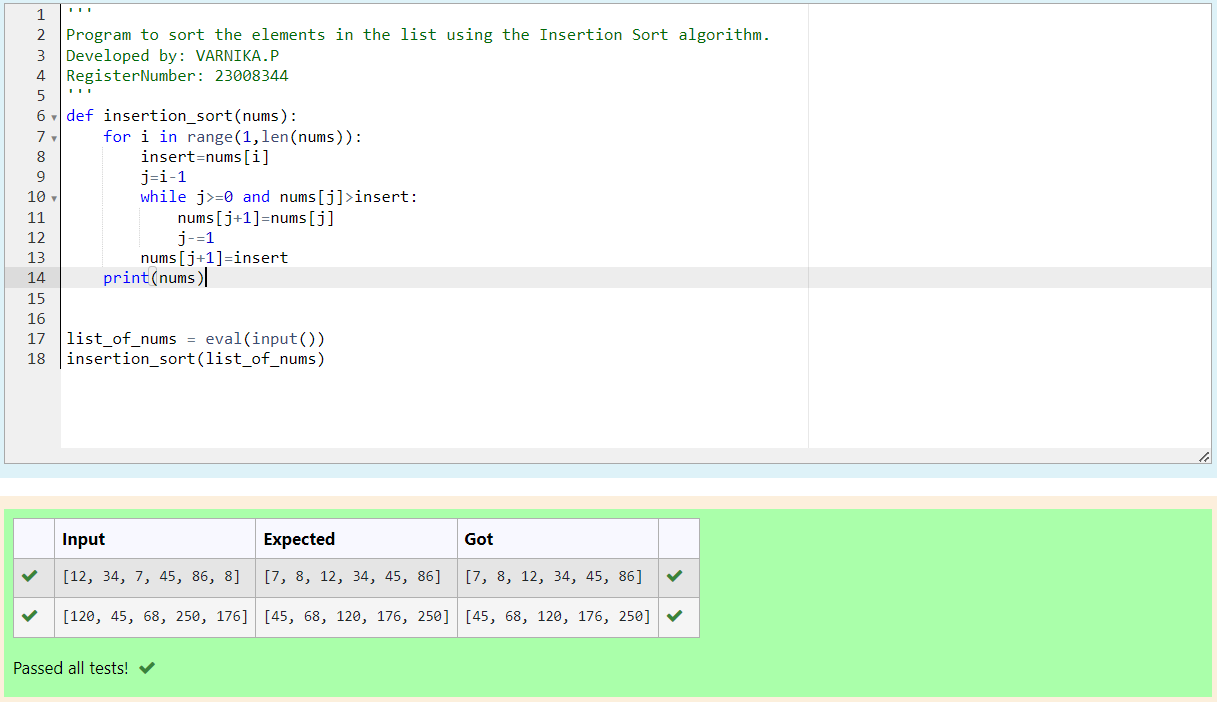 1 '''
2 Program to sort the elements in the list using the Insertion Sort algorithm.
3 Developed by: VARNIKA.P
4 RegisterNumber: 23008344
5 '''
6 def insertion_sort(nums):
7     for i in range(1,len(nums)):
8         insert=nums[i]
9         j=i-1
10         while j>=0 and nums[j]>insert:
11             nums[j+1]=nums[j]
12             j-=1
13         nums[j+1]=insert
14     print(nums)
15
16
17 list_of_nums = eval(input())
18 insertion_sort(list_of_nums)
Input Expected Got
[12, 34, 7, 45, 86, 8] [7, 8, 12, 34, 45, 86] [7, 8, 12, 34, 45, 86]
[120, 45, 68, 250, 176] [45, 68, 120, 176, 250] [45, 68, 120, 176, 250]
Passed all tests!